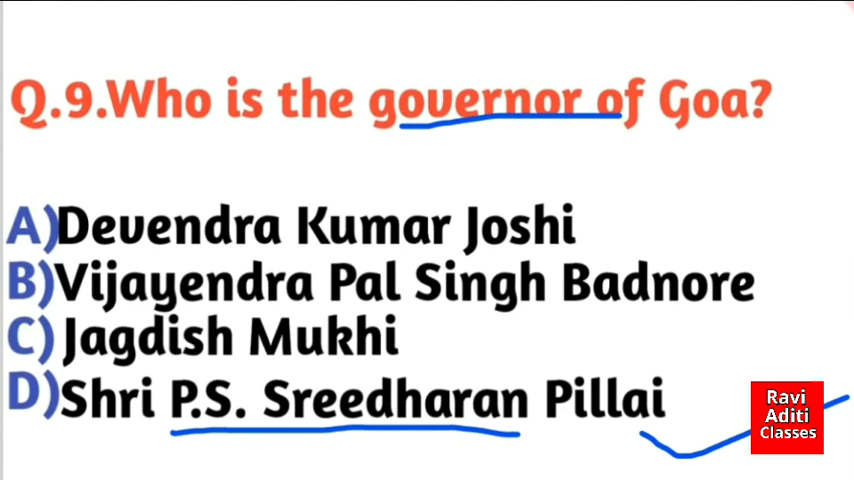 Q.9.Who is the governor of Goa?
A)Devendra Kumar Joshi
B)Vijayendra Pal Singh Badnore
C)Jagdish Mukhi
D)Shri P.S. Sreedharan Pillai
Ravi
Aditi
Classes